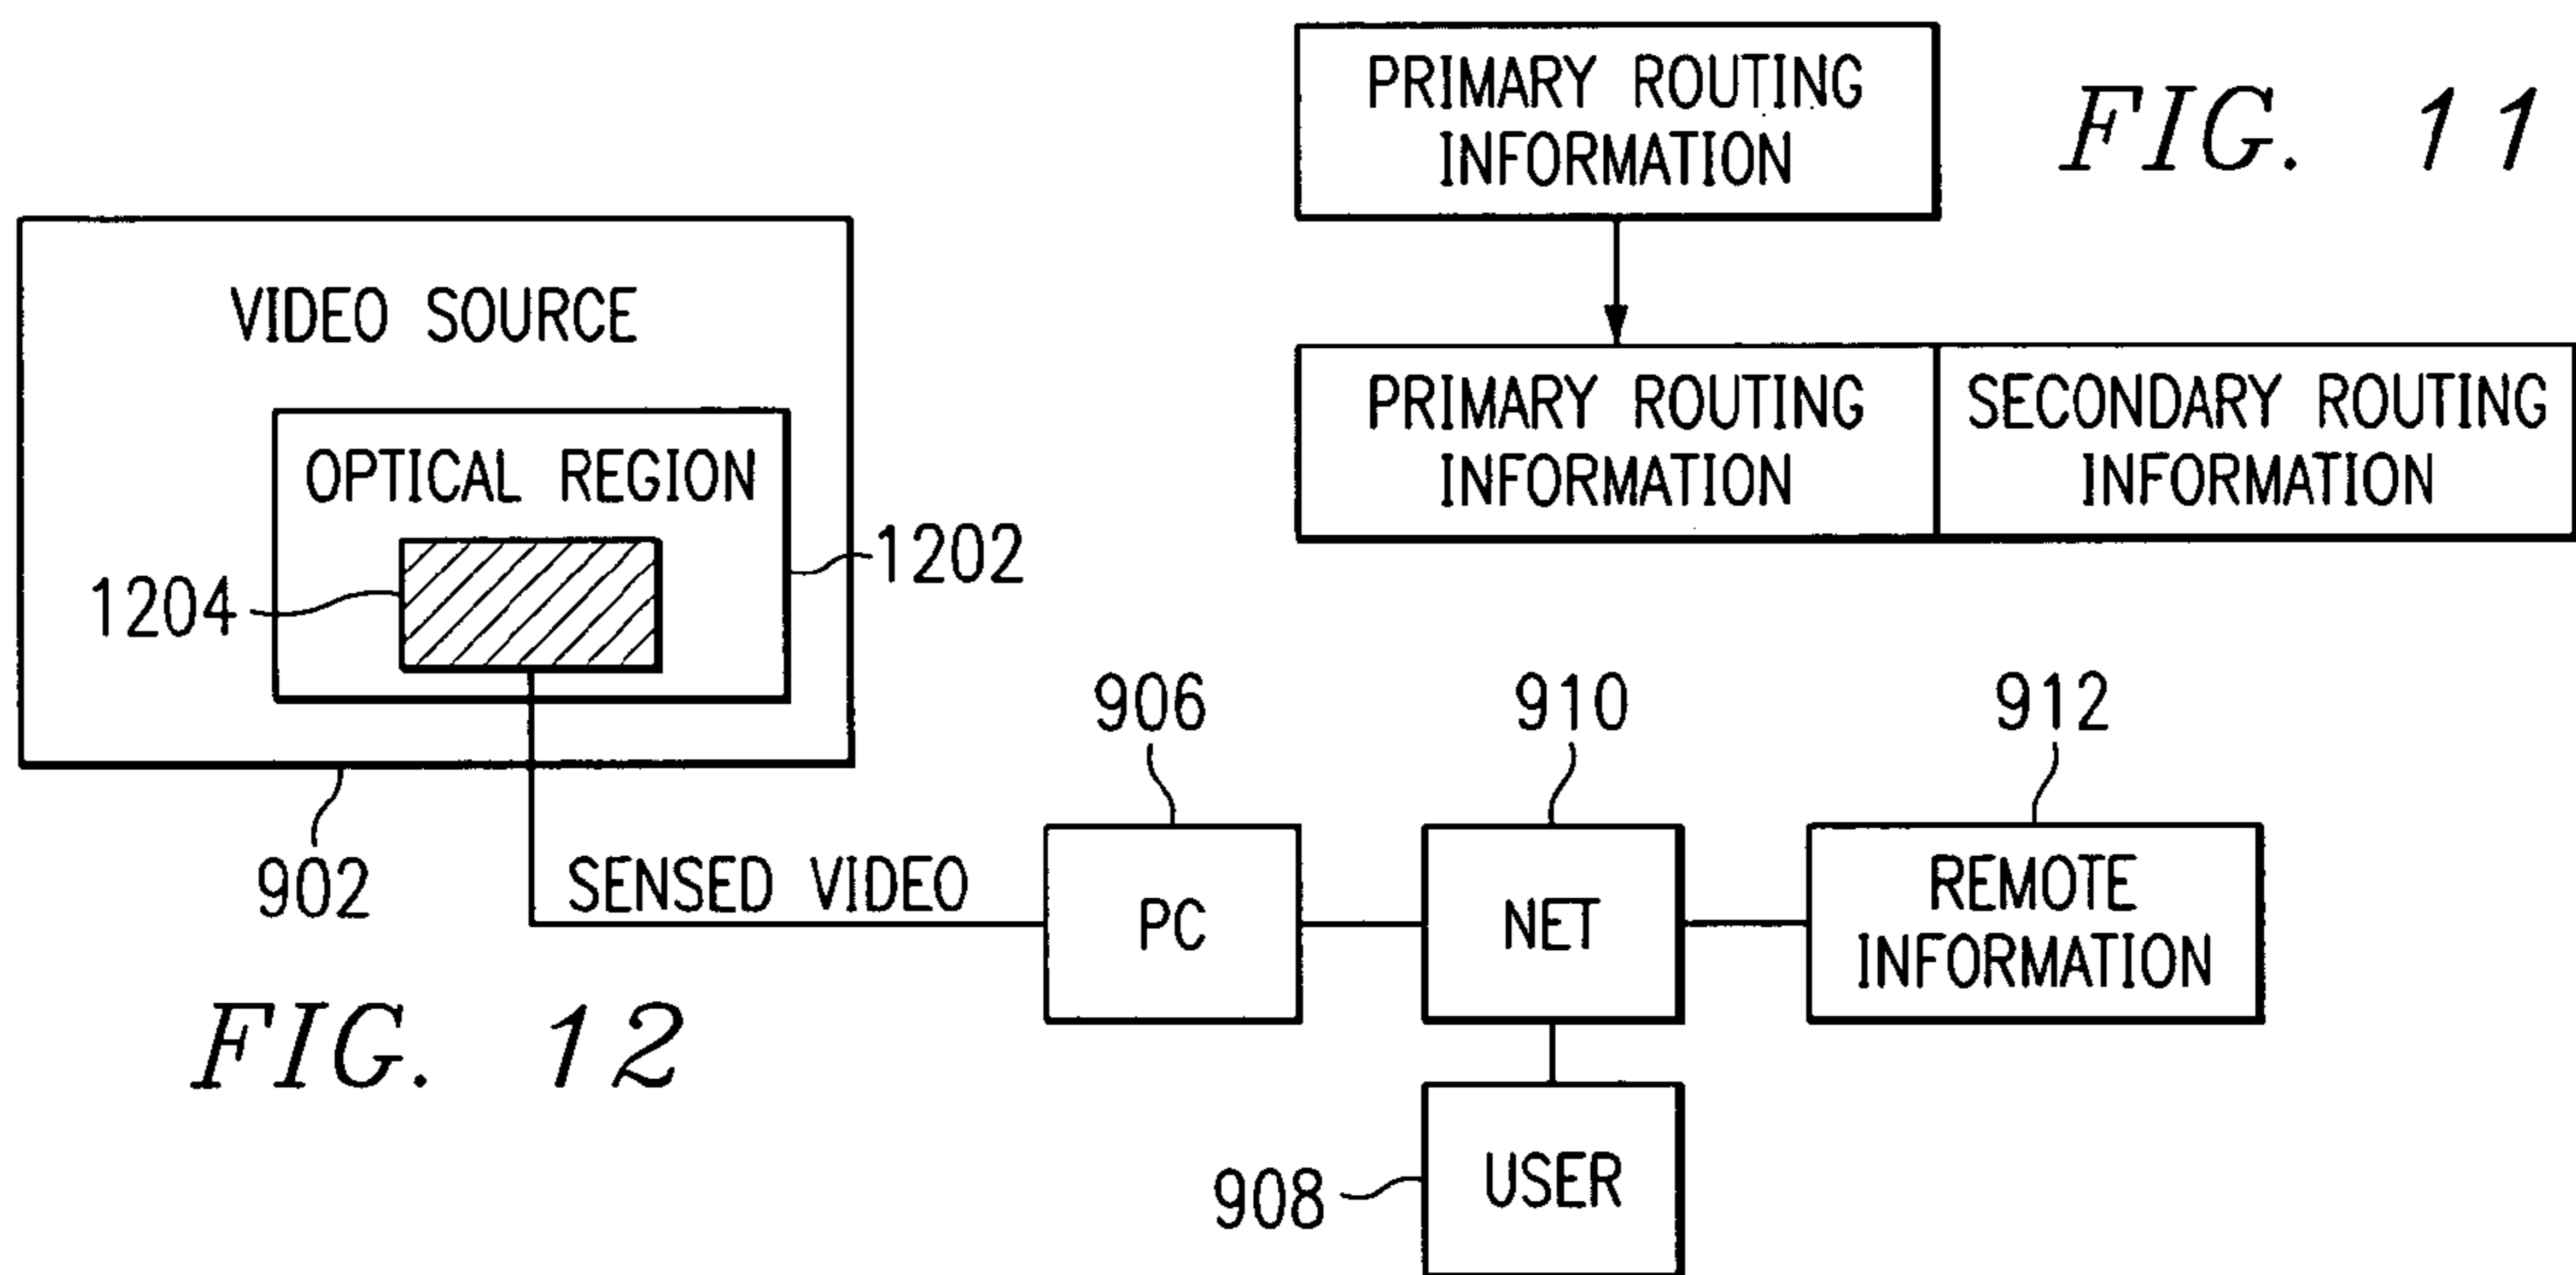 PRIMARY ROUTING
INFORMATION
FIG. 11
PRIMARY ROUTING
INFORMATION
SECONDARY ROUTING
INFORMATION
VIDEO SOURCE
OPTICAL REGION
1202
1204
902
SENSED VIDEO
906
PC
910
NET
912
REMOTE
INFORMATION
908
USER
FIG. 12